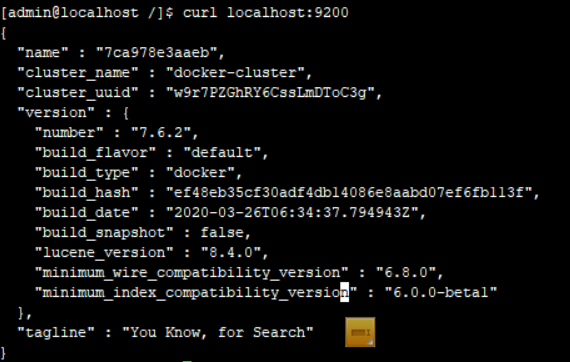 [admin@localhost /]$ curl localhost:9200
{
  "name" : "7ca978e3aaeb",
  "cluster_name" : "docker-cluster",
  "cluster_uuid" : "w9r7PZGhRY6CssLmDToC3g",
  "version" : {
    "number" : "7.6.2",
    "build_flavor" : "default",
    "build_type" : "docker",
    "build_hash" : "ef48eb35cf30adf4db14086e8aabd07ef6fb113f",
    "build_date" : "2020-03-26T06:34:37.794943Z",
    "build_snapshot" : false,
    "lucene_version" : "8.4.0",
    "minimum_wire_compatibility_version" : "6.8.0",
    "minimum_index_compatibility_version" : "6.0.0-beta1"
  },
  "tagline" : "You Know, for Search"
}